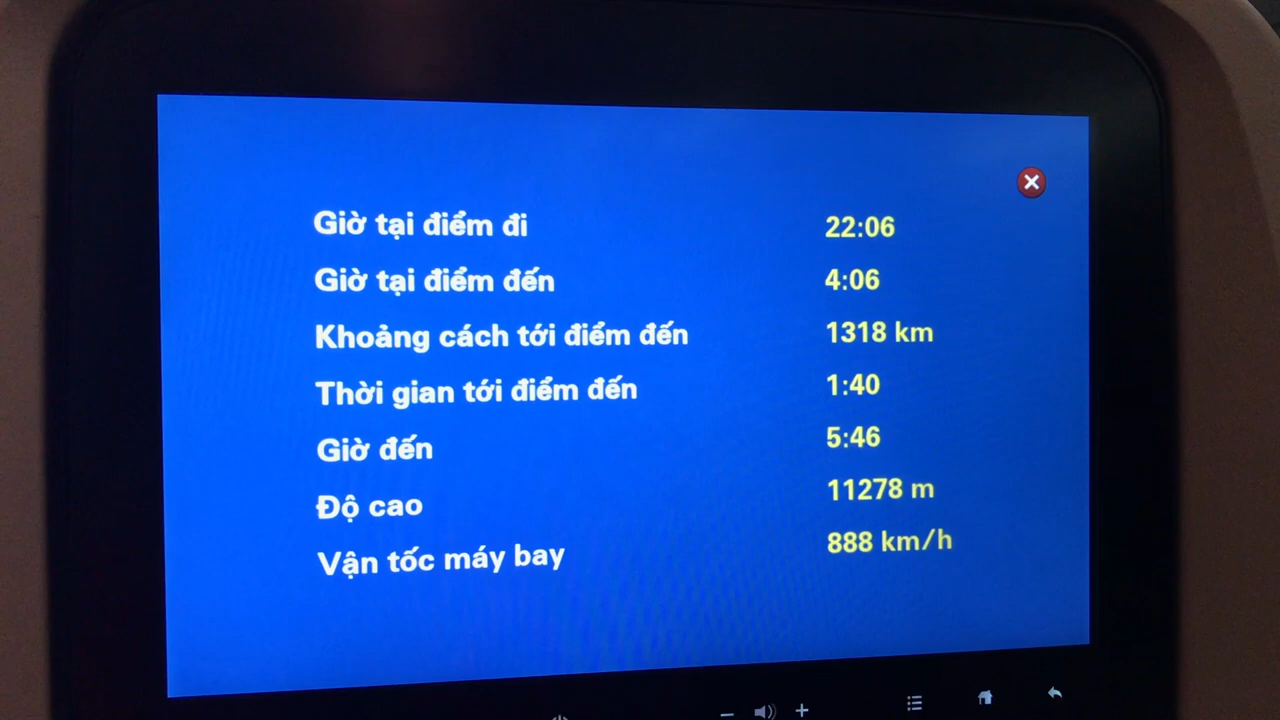 Giờ tại điểm đi 22:06
Giờ tại điểm đến 4:06
Khoảng cách tới điểm đến 1318 km
Thời gian tới điểm đến 1:40
Giờ đến 5:46
Độ cao 11278 m
Vận tốc máy bay 888 km/h